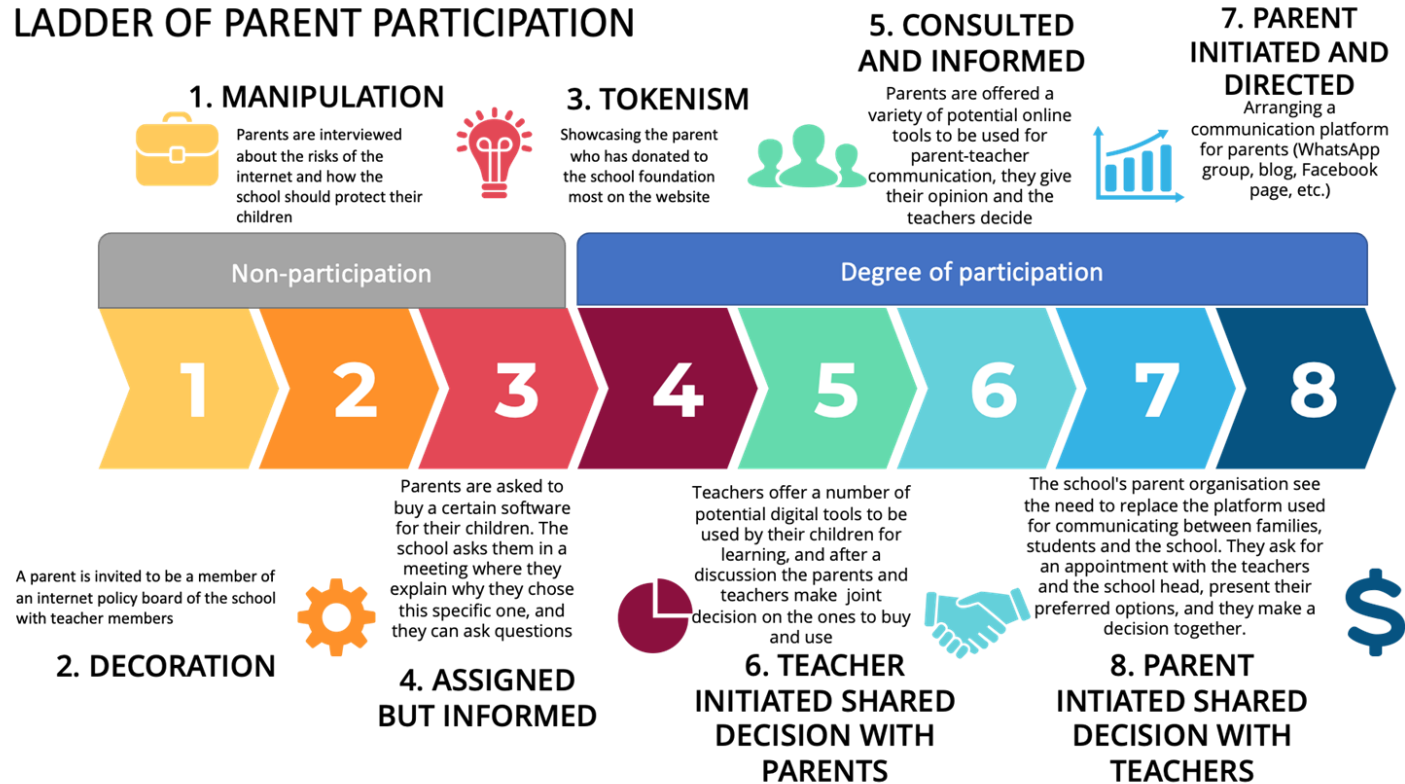 LADDER OF PARENT PARTICIPATION
1. MANIPULATION
Parents are interviewed
about the risks of the
internet and how the
school should protect their
children
3. TOKENISM
Showcasing the parent
who has donated to
the school foundation
most on the website
5. CONSULTED
AND INFORMED
Parents are offered a
variety of potential online
tools to be used for
parent-teacher
communication, they give
their opinion and the
teachers decide
7. PARENT
INITIATED AND
DIRECTED
Arranging a
communication platform
for parents (WhatsApp
group, blog, Facebook
page, etc.)
Non-participation
Degree of participation
1
2
3
4
5
6
7
8
A parent is invited to be a member of
an internet policy board of the school
with teacher members
2. DECORATION
Parents are asked to
buy a certain software
for their children. The
school asks them in a
meeting where they
explain why they chose
this specific one, and
they can ask questions
4. ASSIGNED
BUT INFORMED
Teachers offer a number of
potential digital tools to be
used by their children for
learning, and after a
discussion the parents and
teachers make joint
decision on the ones to buy
and use
6. TEACHER
INITIATED SHARED
DECISION WITH
PARENTS
The school's parent organisation see
the need to replace the platform used
for communicating between families,
students and the school. They ask for
an appointment with the teachers
and the school head, present their
preferred options, and they make a
decision together.
8. PARENT
INTIATED SHARED
DECISION WITH
TEACHERS
$